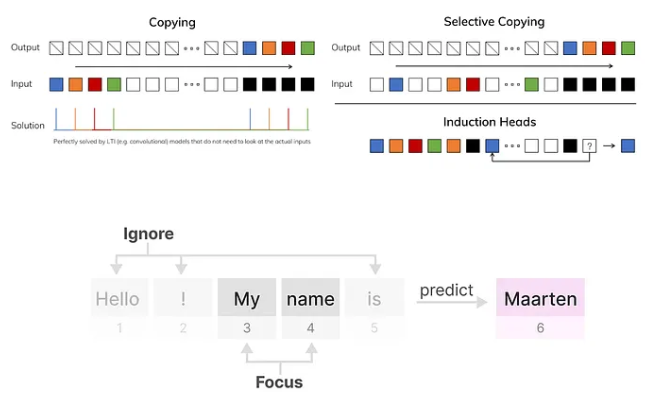 Copying
Output
Input
Solution
Perfectly solved by LTI (e.g. convolutional) models that do not need to look at the actual inputs
Selective Copying
Output
Input
Induction Heads
?
Ignore
Hello ! My name is predict Maarten
1 2 3 4 5 6
Focus